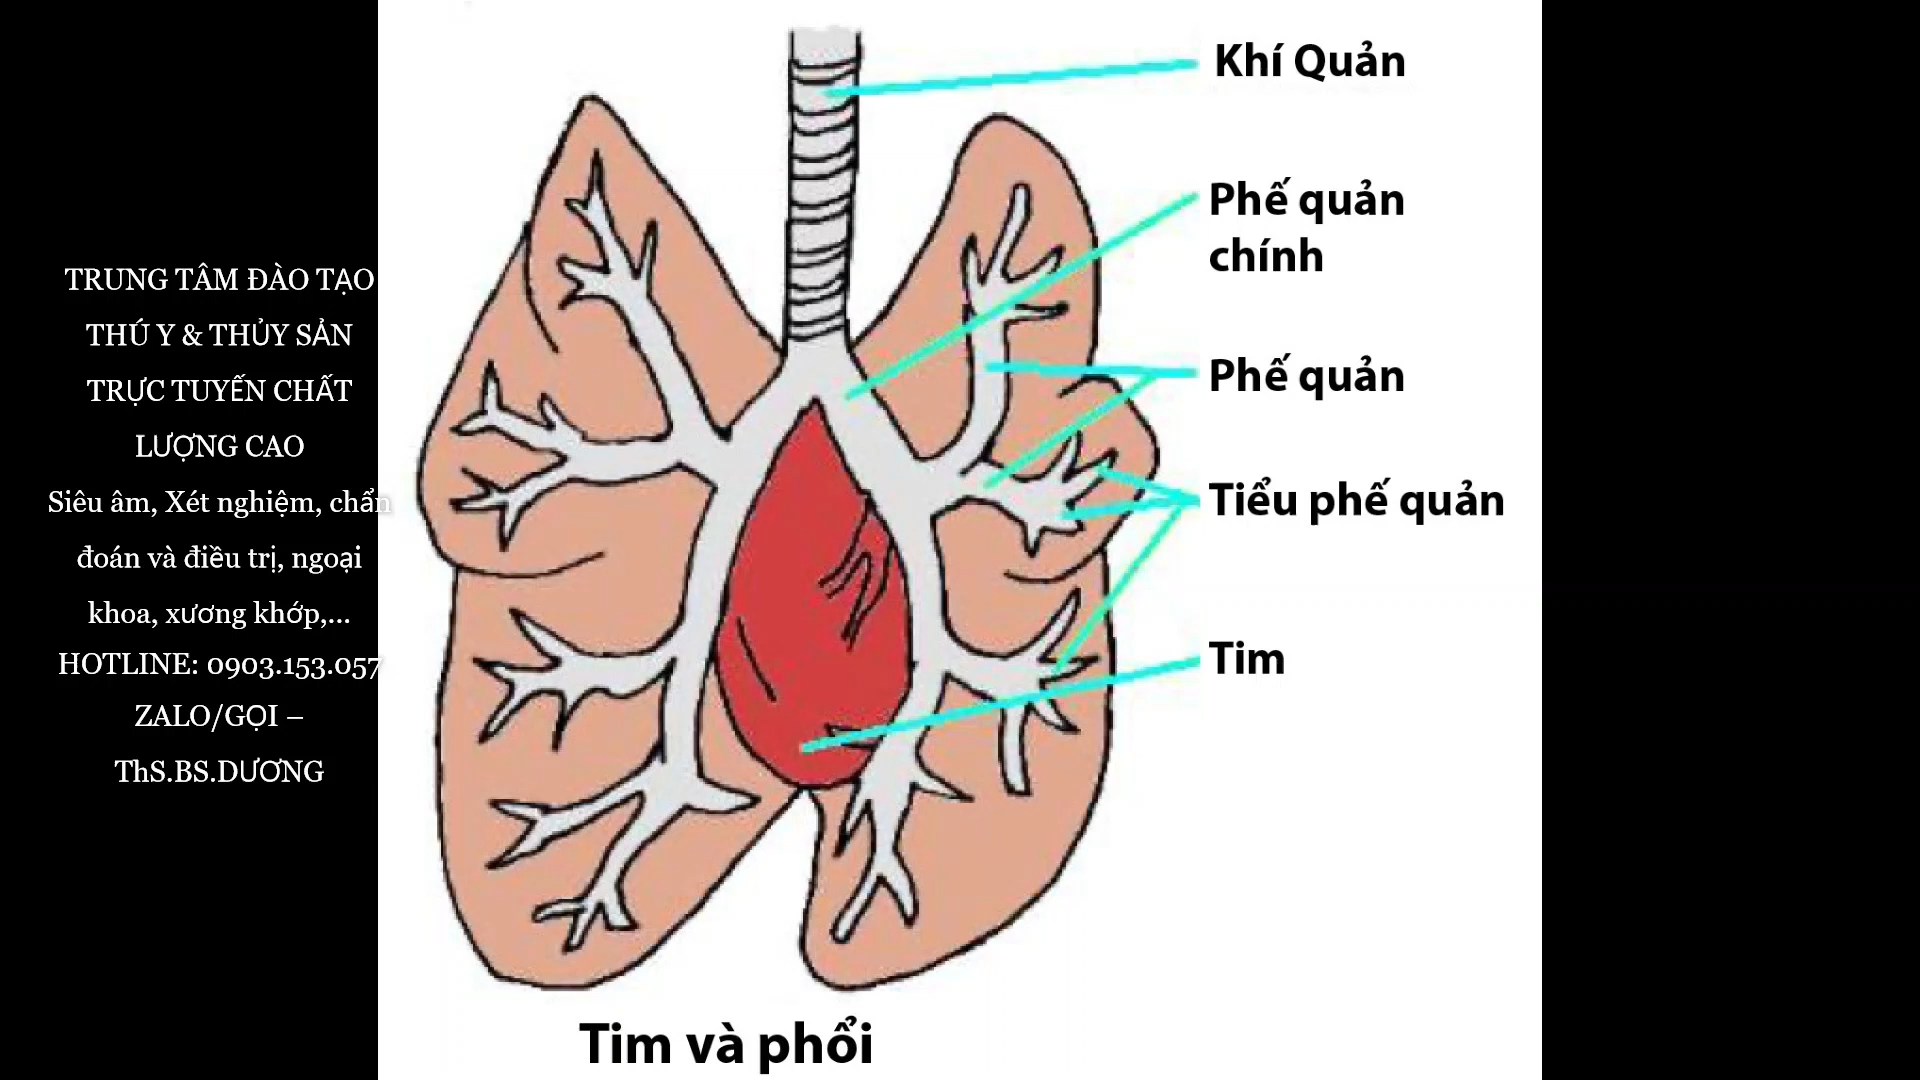 TRUNG TÂM ĐÀO TẠO
THÚ Y & THỦY SẢN
TRỰC TUYẾN CHẤT
LƯỢNG CAO
Siêu âm, Xét nghiệm, chẩn
đoán và điều trị, ngoại
khoa, xương khớp,...
HOTLINE: 0903.153.057
ZALO/GỌI –
ThS.BS.DƯƠNG
Khí Quản
Phế quản
chính
Phế quản
Tiểu phế quản
Tim
Tim và phổi